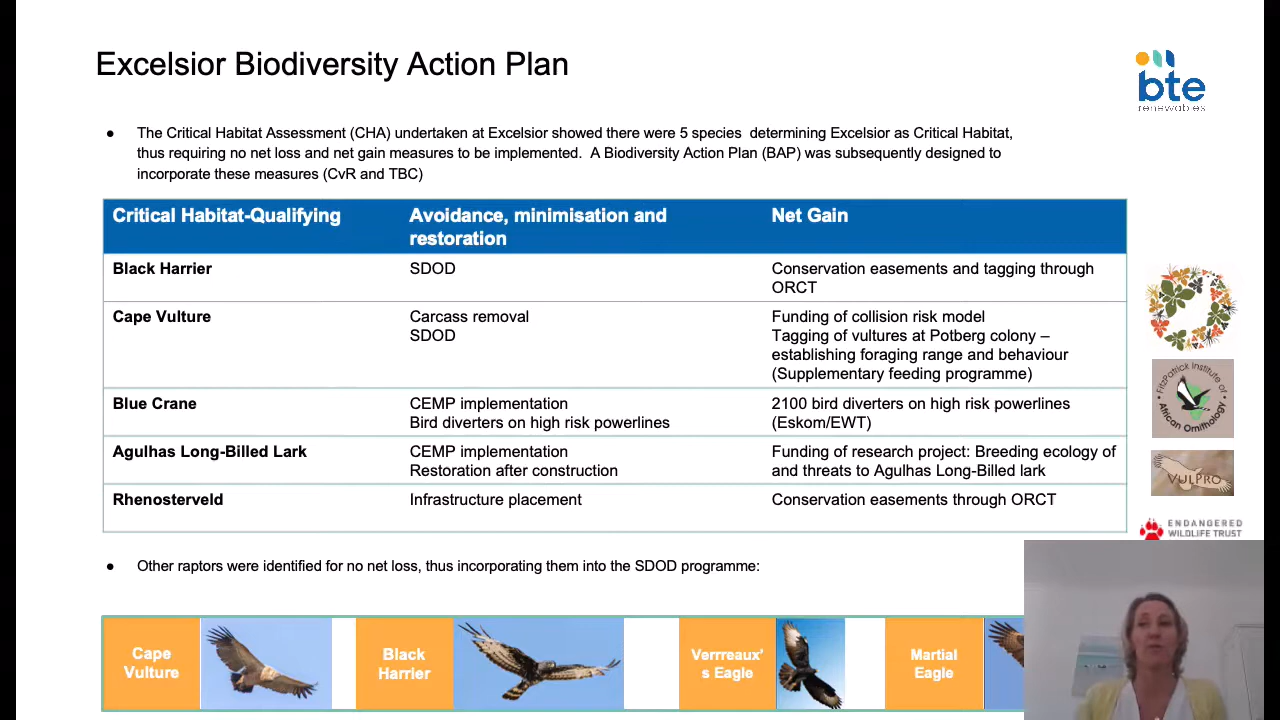 Excelsior Biodiversity Action Plan
bte
renewables
● The Critical Habitat Assessment (CHA) undertaken at Excelsior showed there were 5 species determining Excelsior as Critical Habitat,
thus requiring no net loss and net gain measures to be implemented. A Biodiversity Action Plan (BAP) was subsequently designed to
incorporate these measures (CvR and TBC)
Critical Habitat-Qualifying
Avoidance, minimisation and
restoration
Net Gain
Black Harrier
SDOD
Conservation easements and tagging through
ORCT
Cape Vulture
Carcass removal
SDOD
Funding of collision risk model
Tagging of vultures at Potberg colony –
establishing foraging range and behaviour
(Supplementary feeding programme)
Blue Crane
CEMP implementation
Bird diverters on high risk powerlines
2100 bird diverters on high risk powerlines
(Eskom/EWT)
Agulhas Long-Billed Lark
CEMP implementation
Restoration after construction
Funding of research project: Breeding ecology of
and threats to Agulhas Long-Billed lark
Rhenosterveld
Infrastructure placement
Conservation easements through ORCT
FitzPatrick Institute of
African Ornithology
VULPRO
ENDANGERED
WILDLIFE TRUST
● Other raptors were identified for no net loss, thus incorporating them into the SDOD programme:
Cape
Vulture
Black
Harrier
Verrreaux’
s Eagle
Martial
Eagle